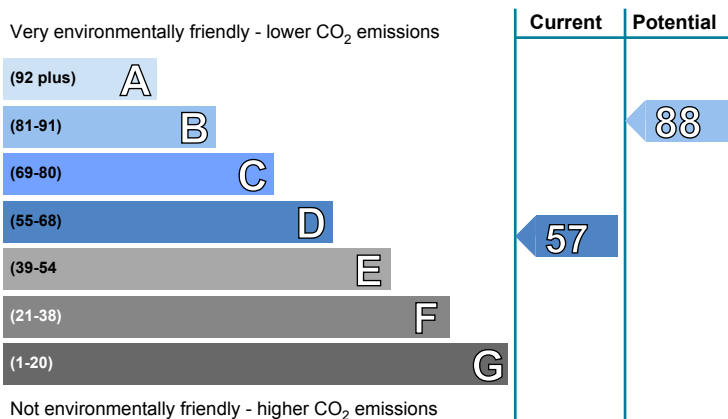 Current Potential
Very environmentally friendly - lower CO2 emissions
(92 plus) A
(81-91) B
88
(69-80) C
(55-68) D
57
(39-54 E
(21-38) F
(1-20) G
Not environmentally friendly - higher CO2 emissions